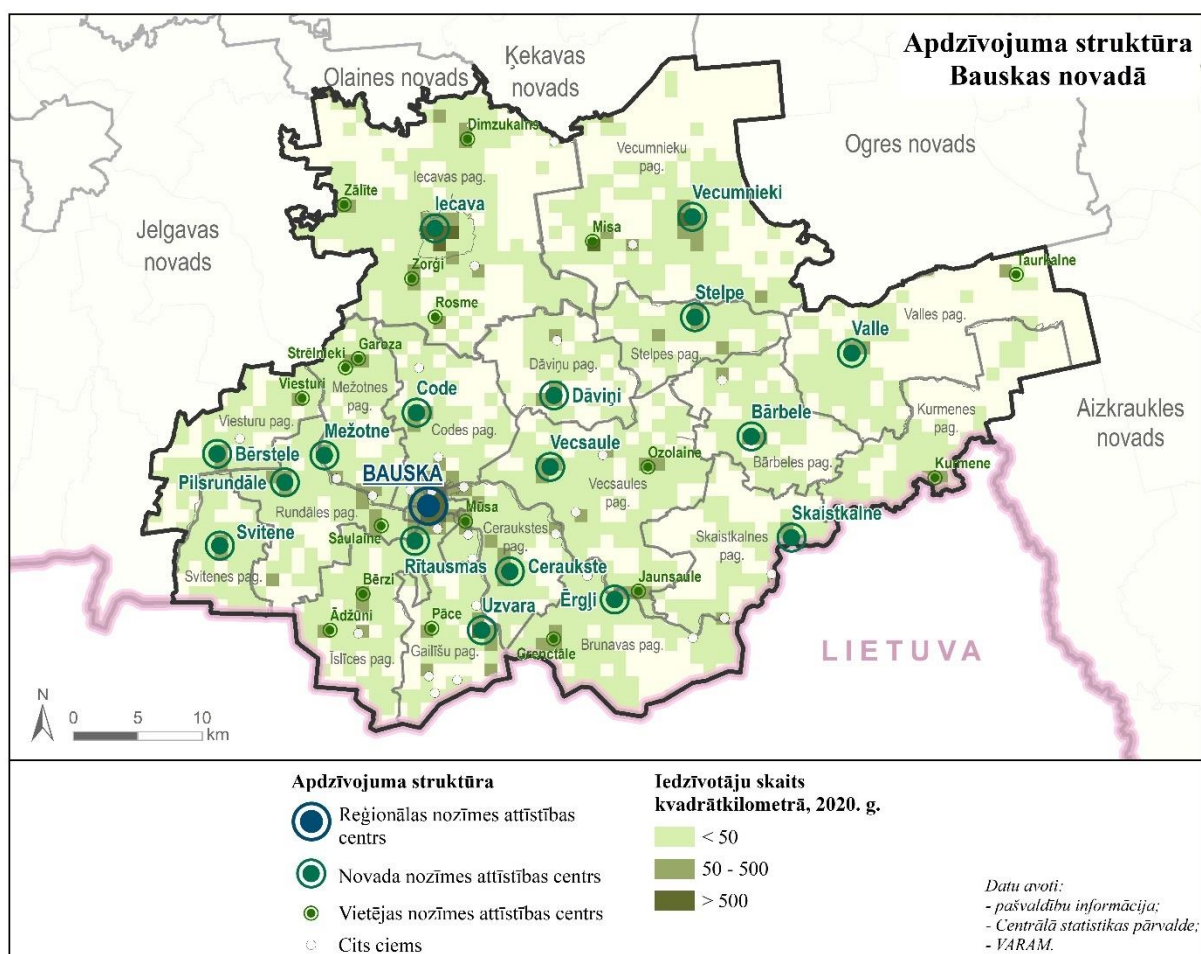 Apdzīvojuma struktūra
Bauskas novadā
Ķekavas
novads
Olaines novads
Ogres novads
Dimzukalns
Vecumnieku
pag.
Iecavas pag.
Vecumnieki
Zālīte
Iecava
Misa
Jelgavas
novads
Taurkalne
Zorģi
Stelpe
Valles pag.
Rosme
Valle
Stelpes pag.
Garoza
Strēlnieki
Dāviņu pag.
Mežotnes
pag.
Viesturi
Code
Dāviņi
Kurmenes
pag.
Aizkraukles
novads
Viesturu pag.
Codes pag.
Bārbele
Mežotne
Vecsaule
Bērstele
Ozolaine
Bārbeles pag.
Kurmene
Pilsrundāle
BAUSKA
Vecsaules
pag.
Rundāles pag.
Mūsa
Skaistkalne
Saulaine
Ceraukstes
pag.
Svitene
Skaistkalnes
pag.
Rītausmas
Ceraukste
Svitenes pag.
Bērzi
Jaunsaule
Ērgļi
Ādžūni
Pāce
Uzvara
Grenctāle
Brunavas pag.
Īslīces pag.
Gailīšu pag.
LIETUVA
N
0 5 10
km
Apdzīvojuma struktūra
Reģionālas nozīmes attīstības
centrs
Novada nozīmes attīstības centrs
Vietējas nozīmes attīstības centrs
Cits ciems
Iedzīvotāju skaits
kvadrātkilometrā, 2020. g.
< 50
50 - 500
> 500
Datu avoti:
- pašvaldību informācija;
- Centrālā statistikas pārvalde;
- VARAM.